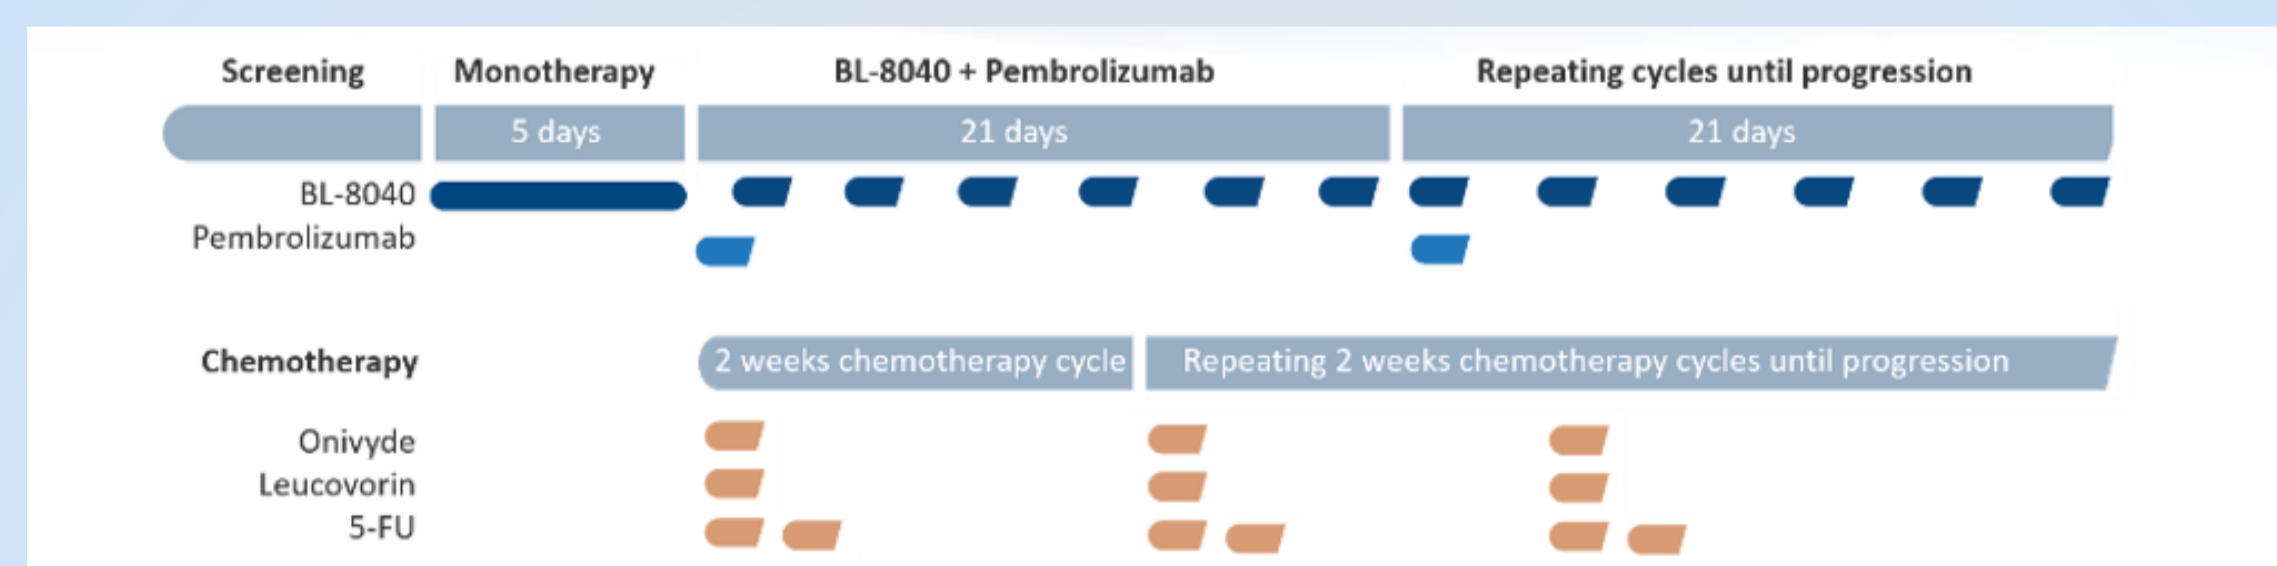 Screening Monotherapy BL-8040 + Pembrolizumab Repeating cycles until progression
5 days 21 days 21 days
BL-8040
Pembrolizumab
Chemotherapy 2 weeks chemotherapy cycle Repeating 2 weeks chemotherapy cycles until progression
Onivyde
Leucovorin
5-FU